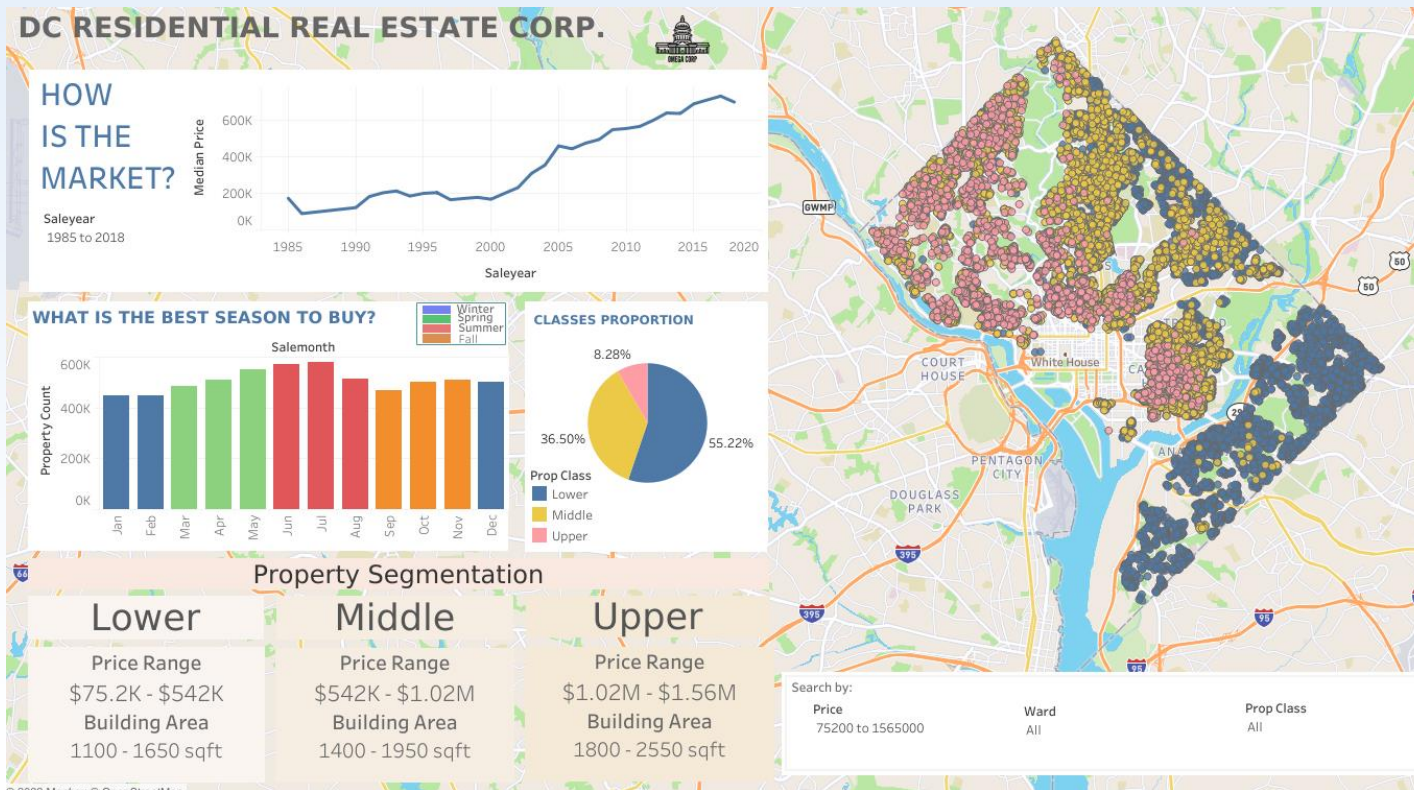 DC RESIDENTIAL REAL ESTATE CORP.
OMEGA CORP
HOW
IS THE
MARKET?
Saleyear
1985 to 2018
Median Price
600K
400K
200K
0K
1985
1990
1995
2000
2005
2010
2015
2020
Saleyear
WHAT IS THE BEST SEASON TO BUY?
Winter
Spring
Summer
Fall
Salemonth
Property Count
600K
400K
200K
0K
Jan
Feb
Mar
Apr
May
Jun
Jul
Aug
Sep
Oct
Nov
Dec
CLASSES PROPORTION
8.28%
36.50%
55.22%
Prop Class
Lower
Middle
Upper
Property Segmentation
Lower
Middle
Upper
Price Range
$75.2K - $542K
Building Area
1100 - 1650 sqft
Price Range
$542K - $1.02M
Building Area
1400 - 1950 sqft
Price Range
$1.02M - $1.56M
Building Area
1800 - 2550 sqft
66
GWMP
50
50
COURT
HOUSE
White House
PENTAGON
CITY
DOUGLASS
PARK
395
395
95
95
Search by:
Price
75200 to 1565000
Ward
All
Prop Class
All